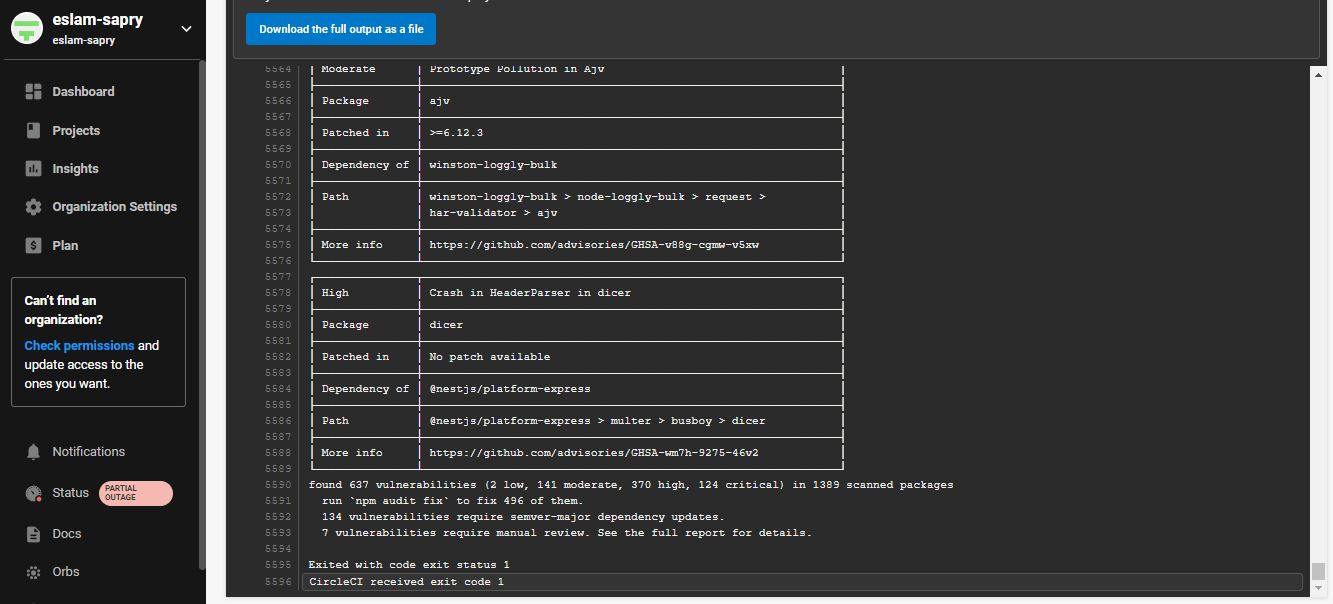 eslam-sapry
eslam-sapry
Dashboard
Projects
Insights
Organization Settings
Plan
Can't find an
organization?
Check permissions and
update access to the
ones you want.
Notifications
Status PARTIAL OUTAGE
Docs
Orbs
Download the full output as a file
5564 Moderate Prototype Pollution in Ajv
5565
5566 Package ajv
5567
5568 Patched in >=6.12.3
5569
5570 Dependency of winston-loggly-bulk
5571
5572 Path winston-loggly-bulk > node-loggly-bulk > request >
5573 har-validator > ajv
5574
5575 More info https://github.com/advisories/GHSA-v88g-cgmw-v5xw
5576
5577
5578 High Crash in HeaderParser in dicer
5579
5580 Package dicer
5581
5582 Patched in No patch available
5583
5584 Dependency of @nestjs/platform-express
5585
5586 Path @nestjs/platform-express > multer > busboy > dicer
5587
5588 More info https://github.com/advisories/GHSA-wm7h-9275-46v2
5589
5590 found 637 vulnerabilities (2 low, 141 moderate, 370 high, 124 critical) in 1389 scanned packages
5591 run `npm audit fix` to fix 496 of them.
5592 134 vulnerabilities require semver-major dependency updates.
5593 7 vulnerabilities require manual review. See the full report for details.
5594
5595 Exited with code exit status 1
5596 CircleCI received exit code 1